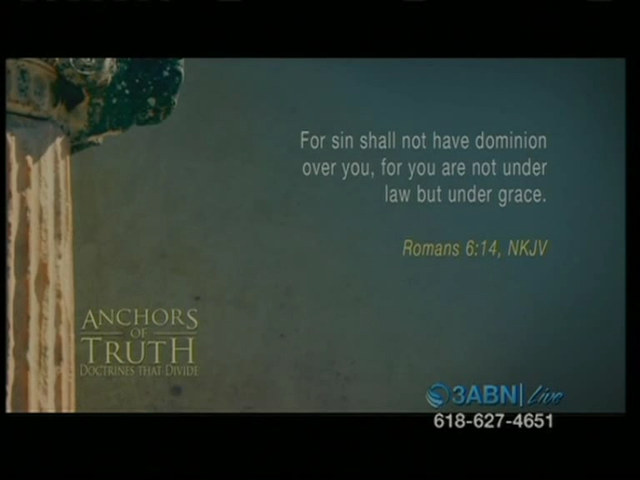 For sin shall not have dominion
over you, for you are not under
law but under grace.
Romans 6:14, NKJV
ANCHORS
OF
TRUTH
DOCTRINES THAT DIVIDE
3ABN Live
618-627-4651